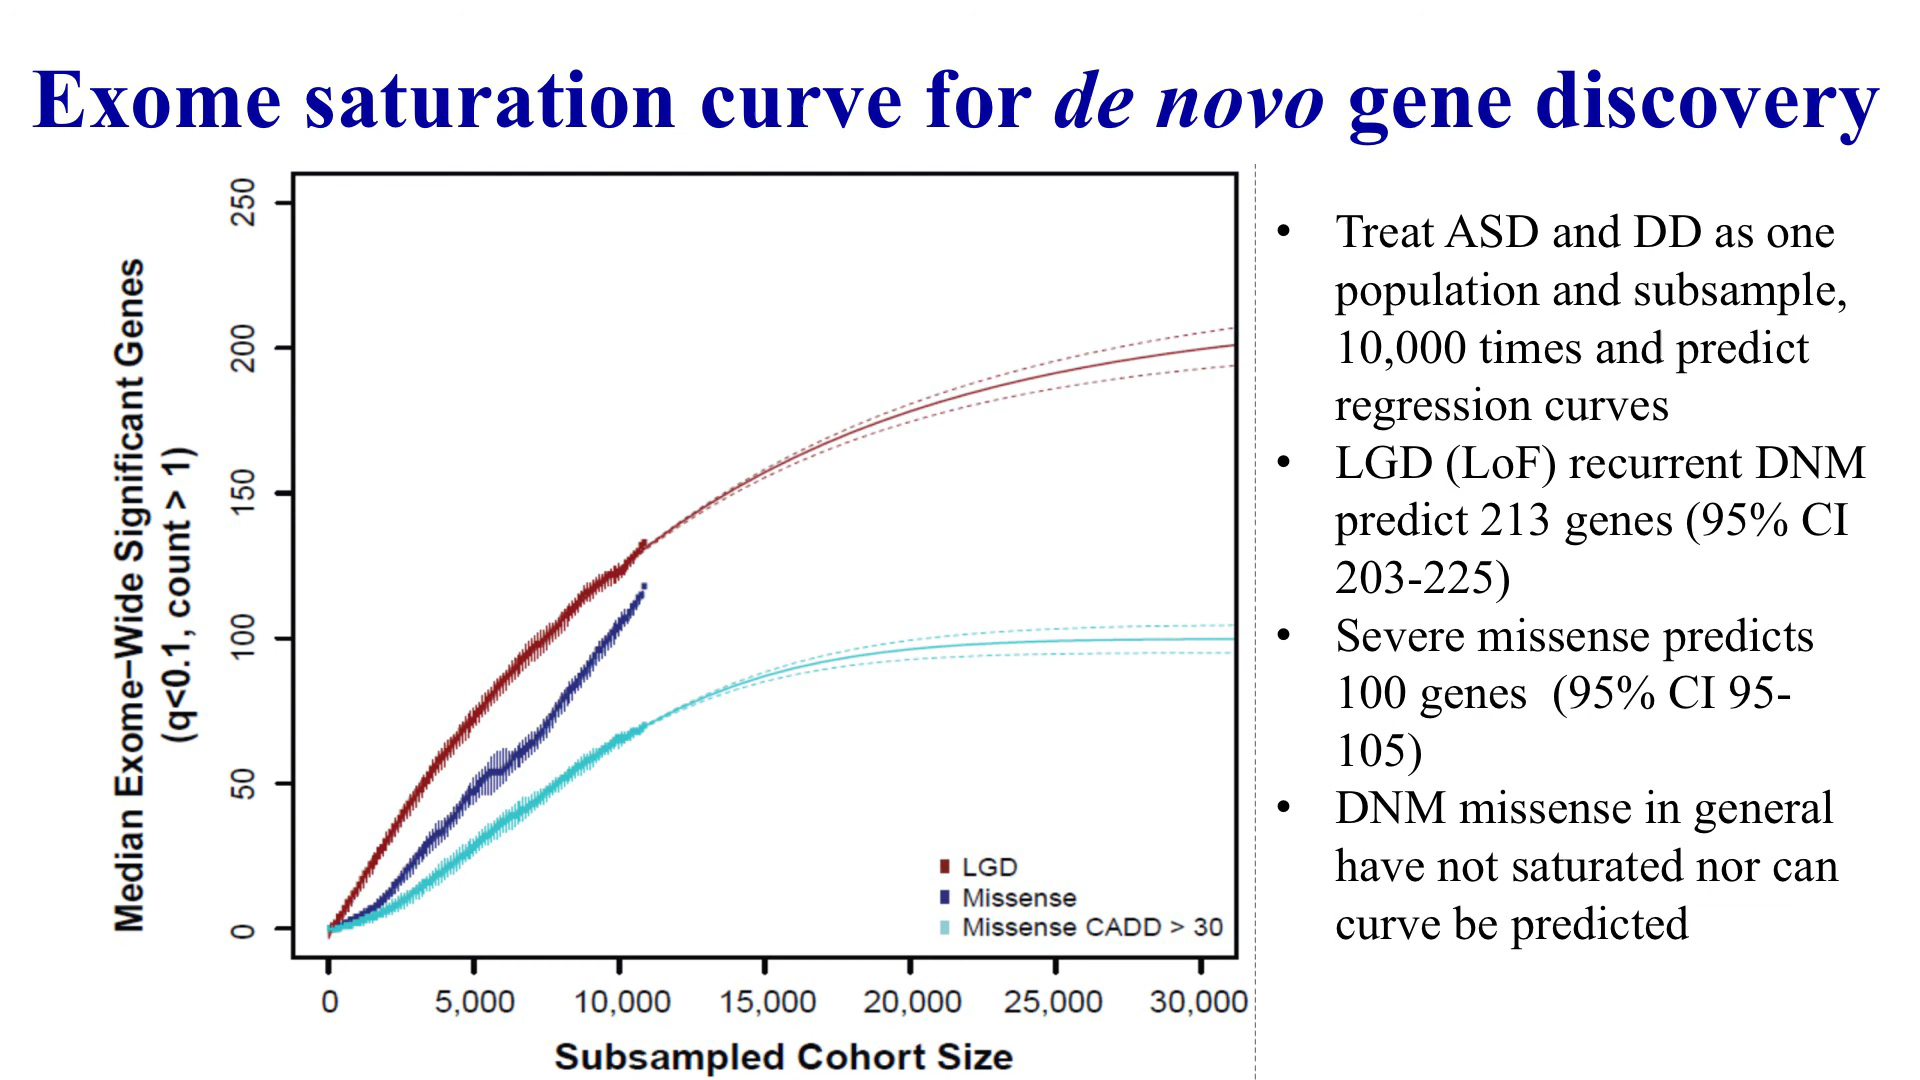 Exome saturation curve for de novo gene discovery
Median Exome−Wide Significant Genes
(q<0.1, count > 1)
250
200
150
100
50
0
LGD
Missense
Missense CADD > 30
0 5,000 10,000 15,000 20,000 25,000 30,000
Subsampled Cohort Size
• Treat ASD and DD as one
population and subsample,
10,000 times and predict
regression curves
• LGD (LoF) recurrent DNM
predict 213 genes (95% CI
203-225)
• Severe missense predicts
100 genes (95% CI 95-
105)
• DNM missense in general
have not saturated nor can
curve be predicted